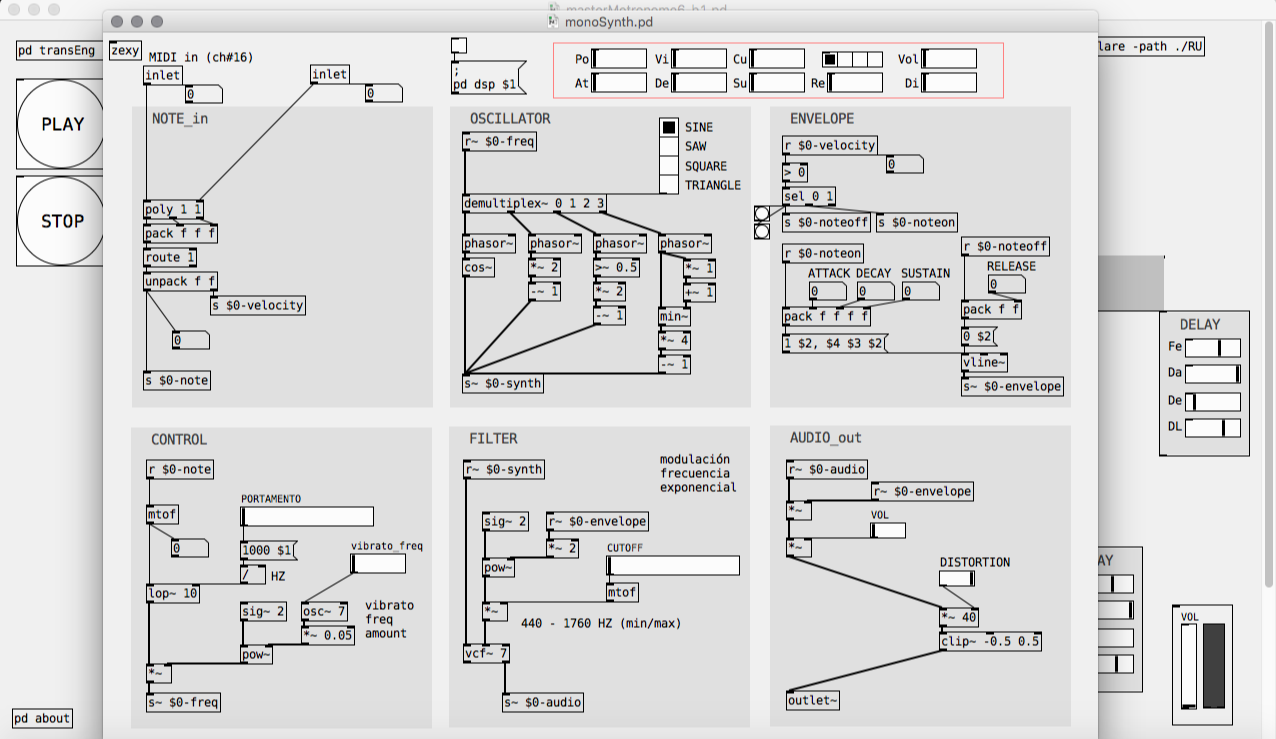 masterMetronome6_b1.pd
monoSynth.pd
pd transEng
PLAY
STOP
pd about
zexy
MIDI in (ch#16)
inlet
0
inlet
0
;
pd dsp $1
Po
Vi
Cu
Vol
At
De
Su
Re
Di
lare -path ./RU
NOTE_in
poly 1 1
pack f f f
route 1
unpack f f
s $0-velocity
0
s $0-note
OSCILLATOR
r~ $0-freq
SINE
SAW
SQUARE
TRIANGLE
demultiplex~ 0 1 2 3
phasor~
phasor~
phasor~
phasor~
cos~
*~ 2
>~ 0.5
*~ 1
-~ 1
*~ 2
+~ 1
-~ 1
min~
*~ 4
-~ 1
s~ $0-synth
ENVELOPE
r $0-velocity
0
> 0
sel 0 1
s $0-noteoff
s $0-noteon
r $0-noteon
r $0-noteoff
ATTACK
DECAY
SUSTAIN
RELEASE
0
0
0
0
pack f f f f
pack f f
1 $2, $4 $3 $2
0 $2
vline~
s~ $0-envelope
CONTROL
r $0-note
mtof
0
PORTAMENTO
1000 $1
/
HZ
vibrato_freq
lop~ 10
sig~ 2
osc~ 7
vibrato
freq
amount
*~ 0.05
pow~
*~
s~ $0-freq
FILTER
r~ $0-synth
modulación
frecuencia
exponencial
sig~ 2
r~ $0-envelope
*~ 2
CUTOFF
pow~
mtof
*~
440 - 1760 HZ (min/max)
vcf~ 7
s~ $0-audio
AUDIO_out
r~ $0-audio
r~ $0-envelope
*~
VOL
*~
DISTORTION
*~ 40
clip~ -0.5 0.5
outlet~
DELAY
Fe
Da
De
DL
AY
VOL